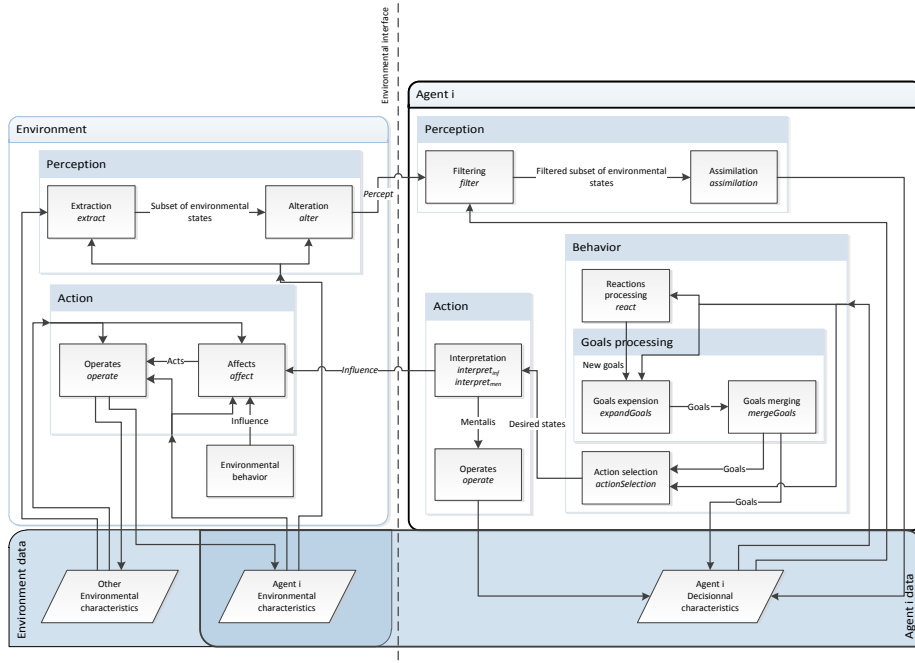 Environmental interface
Agent i
Environment
Perception
Perception
Filtering
filter
Filtered subset of environmental
states
Assimilation
assimilation
Percept
Extraction
extract
Subset of environmental
states
Alteration
alter
Behavior
Reactions
processing
react
Action
Action
Goals processing
Operates
operate
Acts
Affects
affect
Influence
Interpretation
interpret_inf
interpret_men
New goals
Goals expension
expandGoals
Goals
Goals merging
mergeGoals
Influence
Mentalis
Desired states
Environmental
behavior
Operates
operate
Action selection
actionSelection
Goals
Goals
Environment data
Other
Environmental
characteristics
Agent i
Environmental
characteristics
Agent i
Decisionnal
characteristics
Agent i data